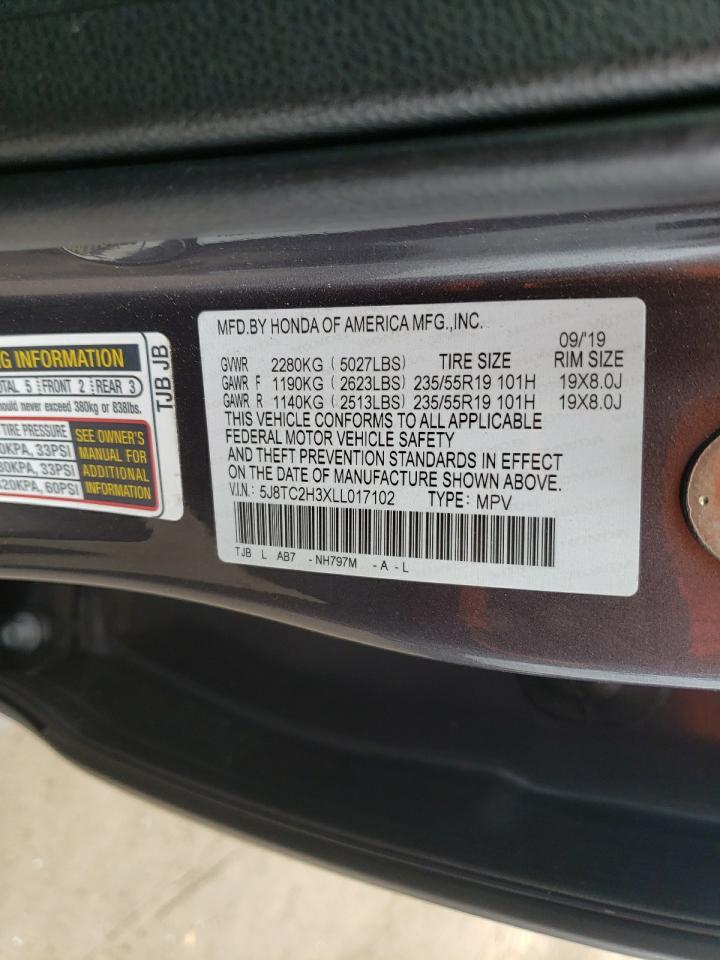 G INFORMATION
TOTAL 5 FRONT 2 REAR 3
should never exceed 380kg or 838lbs.
TIRE PRESSURE
0KPA, 33PSI
30KPA, 33PSI
420KPA, 60PSI
SEE OWNER'S
MANUAL FOR
ADDITIONAL
INFORMATION
TJB JB
MFD.BY HONDA OF AMERICA MFG.,INC.
09/'19
GVWR 2280KG ( 5027LBS) TIRE SIZE RIM SIZE
GAWR F 1190KG ( 2623LBS) 235/55R19 101H 19X8.0J
GAWR R 1140KG ( 2513LBS) 235/55R19 101H 19X8.0J
THIS VEHICLE CONFORMS TO ALL APPLICABLE
FEDERAL MOTOR VEHICLE SAFETY
AND THEFT PREVENTION STANDARDS IN EFFECT
ON THE DATE OF MANUFACTURE SHOWN ABOVE.
V.I.N.: 5J8TC2H3XLL017102 TYPE: MPV
TJB L AB7 -NH797M -A-L